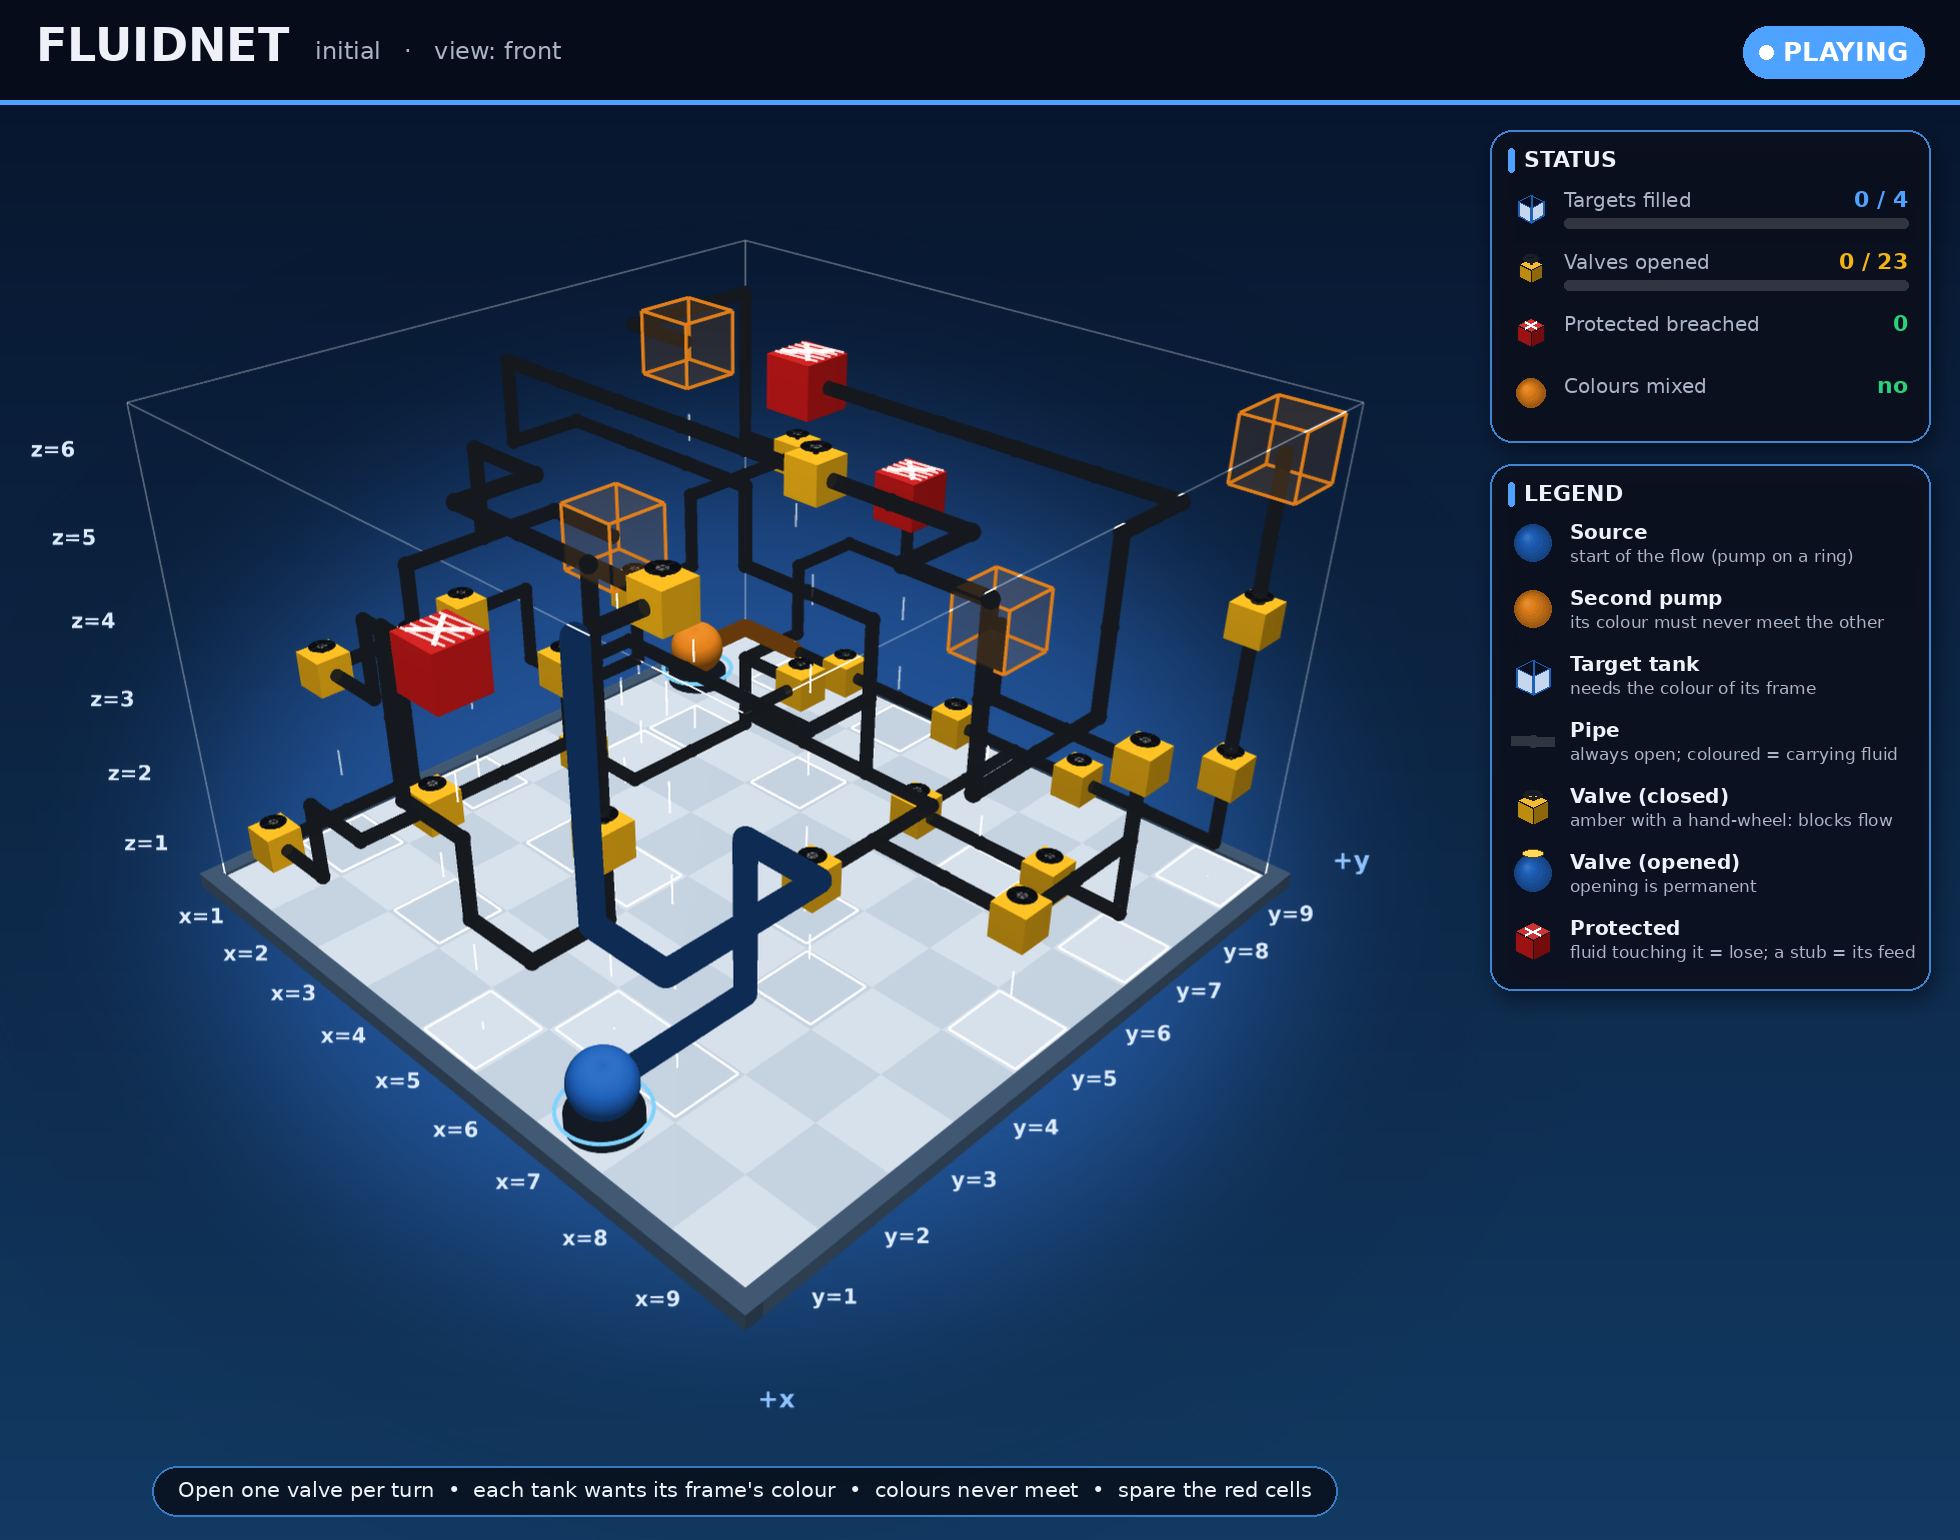 FLUIDNET initial · view: front
PLAYING
STATUS
Targets filled 0 / 4
Valves opened 0 / 23
Protected breached 0
Colours mixed no
LEGEND
Source
start of the flow (pump on a ring)
Second pump
its colour must never meet the other
Target tank
needs the colour of its frame
Pipe
always open; coloured = carrying fluid
Valve (closed)
amber with a hand-wheel: blocks flow
Valve (opened)
opening is permanent
Protected
fluid touching it = lose; a stub = its feed
z=6
z=5
z=4
z=3
z=2
z=1
x=1
x=2
x=3
x=4
x=5
x=6
x=7
x=8
x=9
+x
y=1
y=2
y=3
y=4
y=5
y=6
y=7
y=8
y=9
+y
Open one valve per turn • each tank wants its frame's colour • colours never meet • spare the red cells